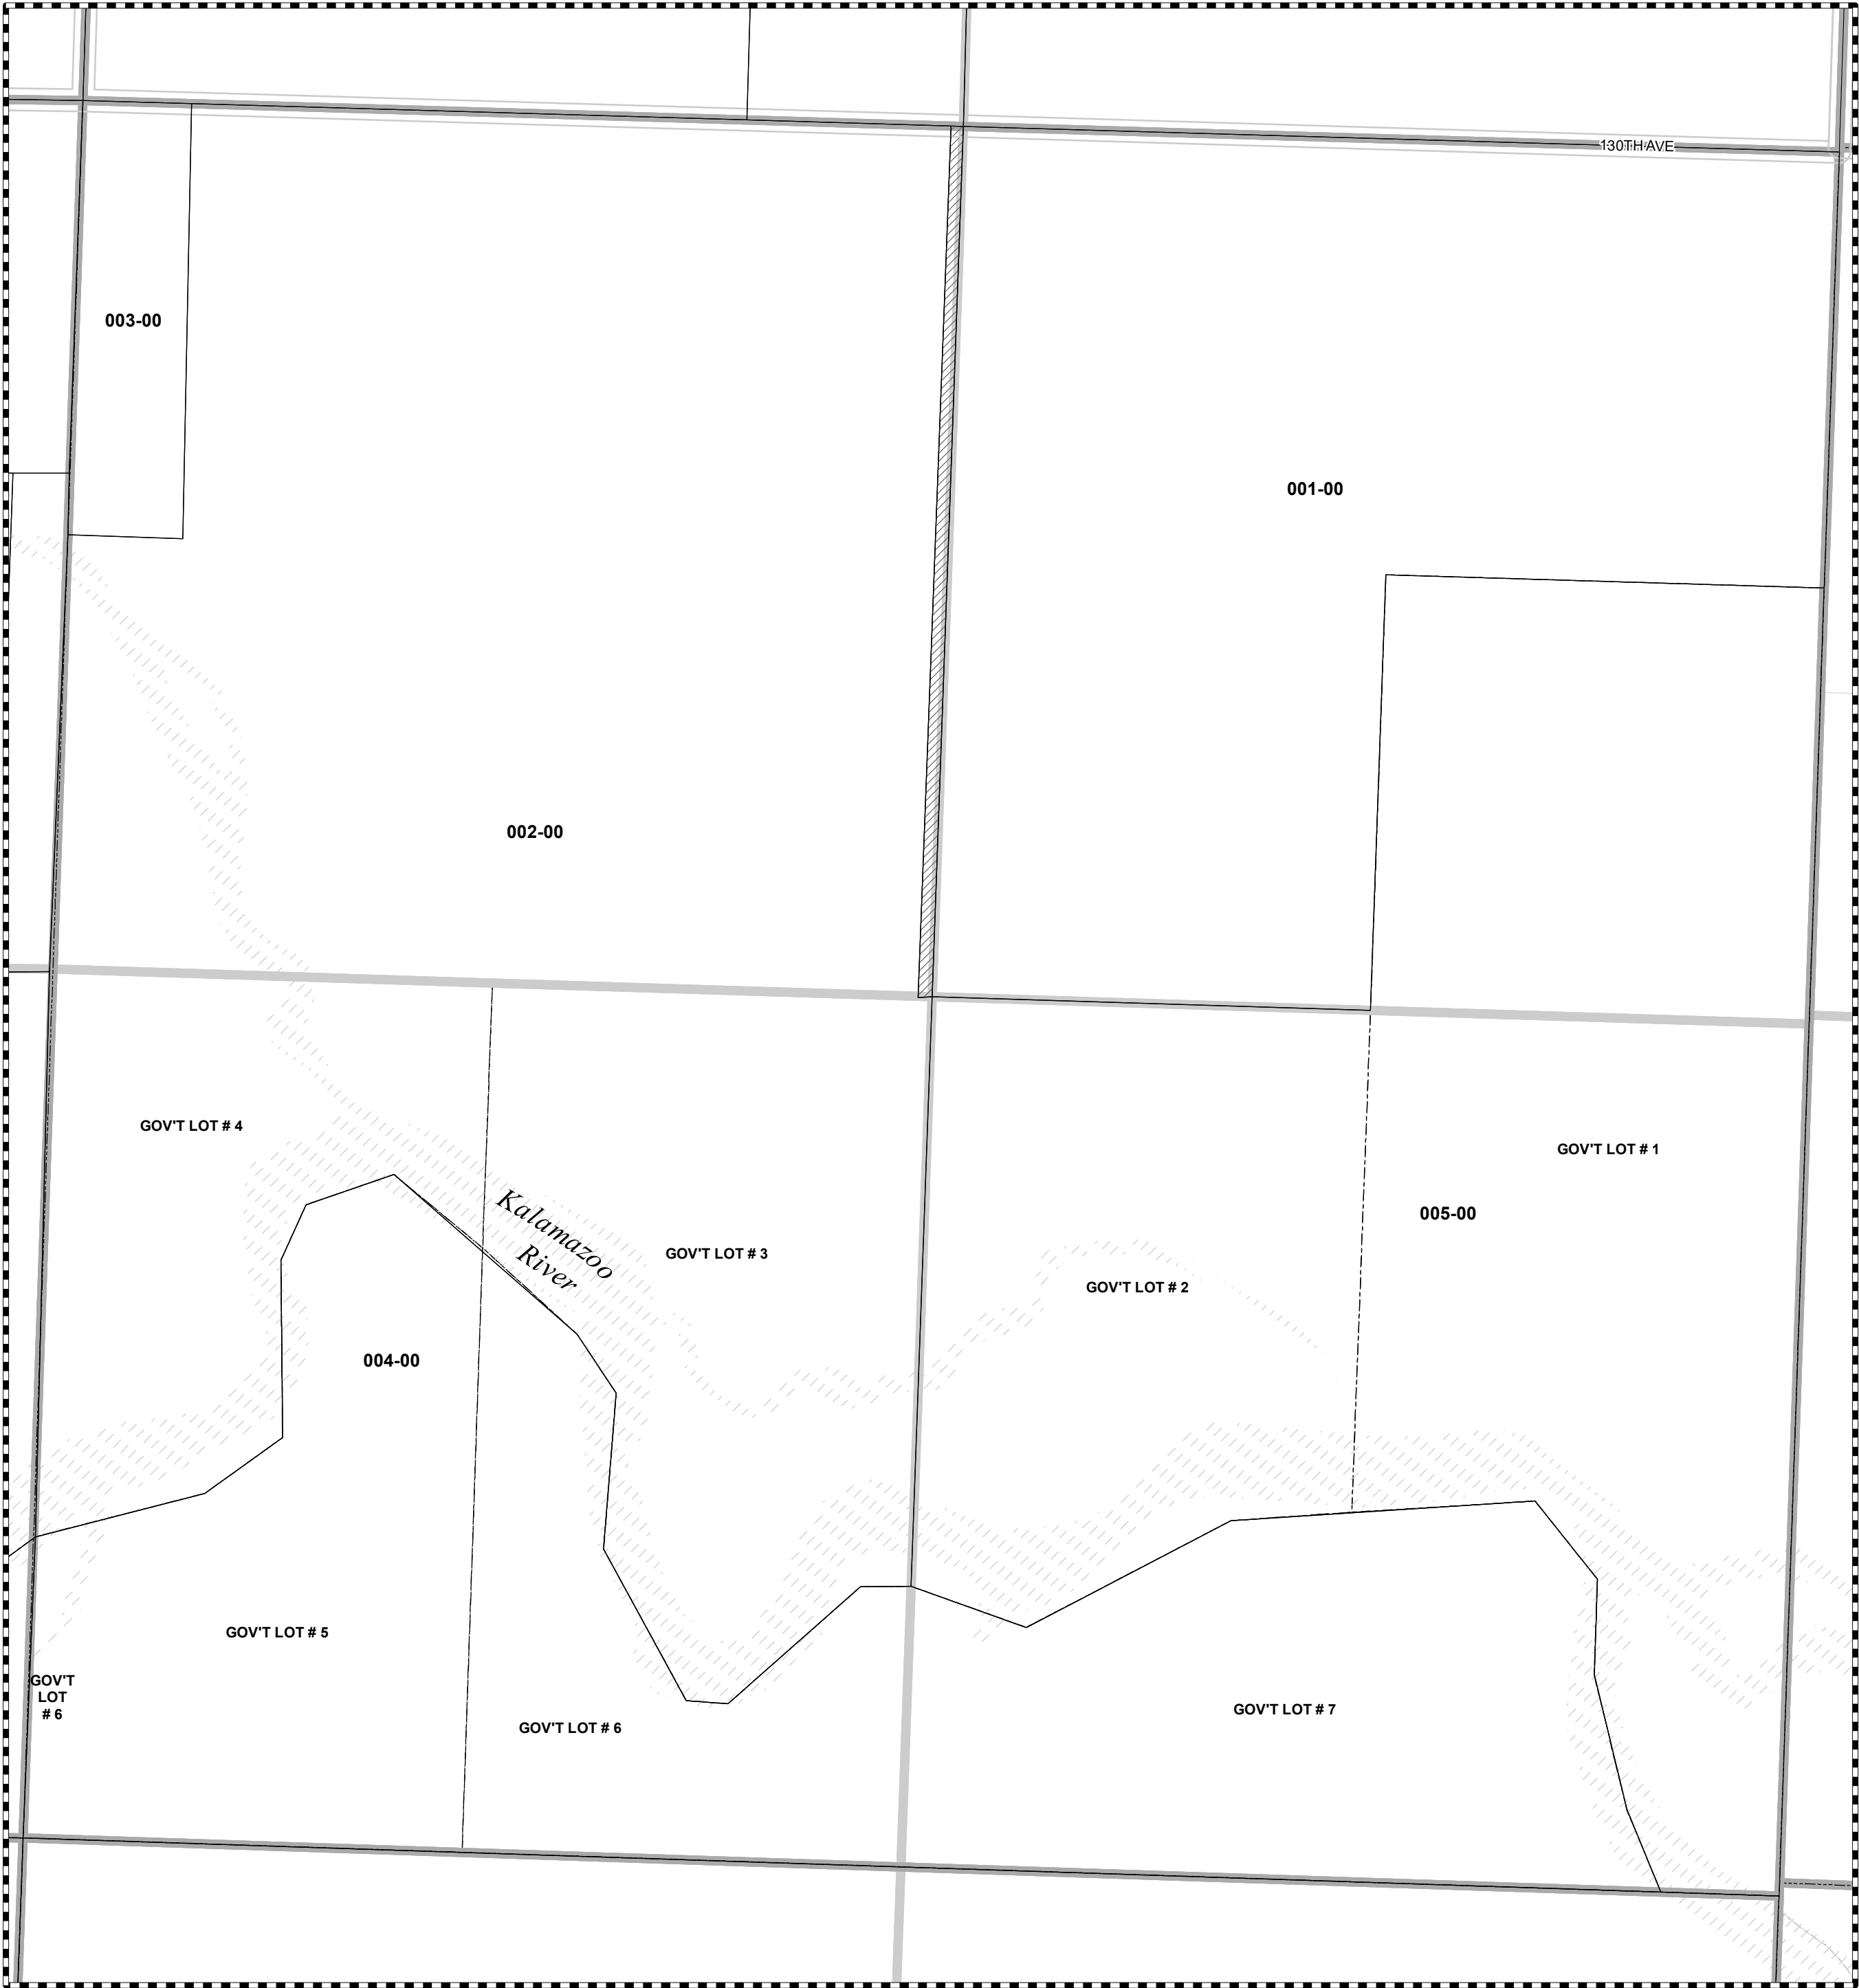 130TH AVE
003-00
001-00
002-00
GOV'T LOT # 4
GOV'T LOT # 1
Kalamazoo
River
005-00
GOV'T LOT # 3
GOV'T LOT # 2
004-00
GOV'T LOT # 5
GOV'T
LOT
# 6
GOV'T LOT # 6
GOV'T LOT # 7